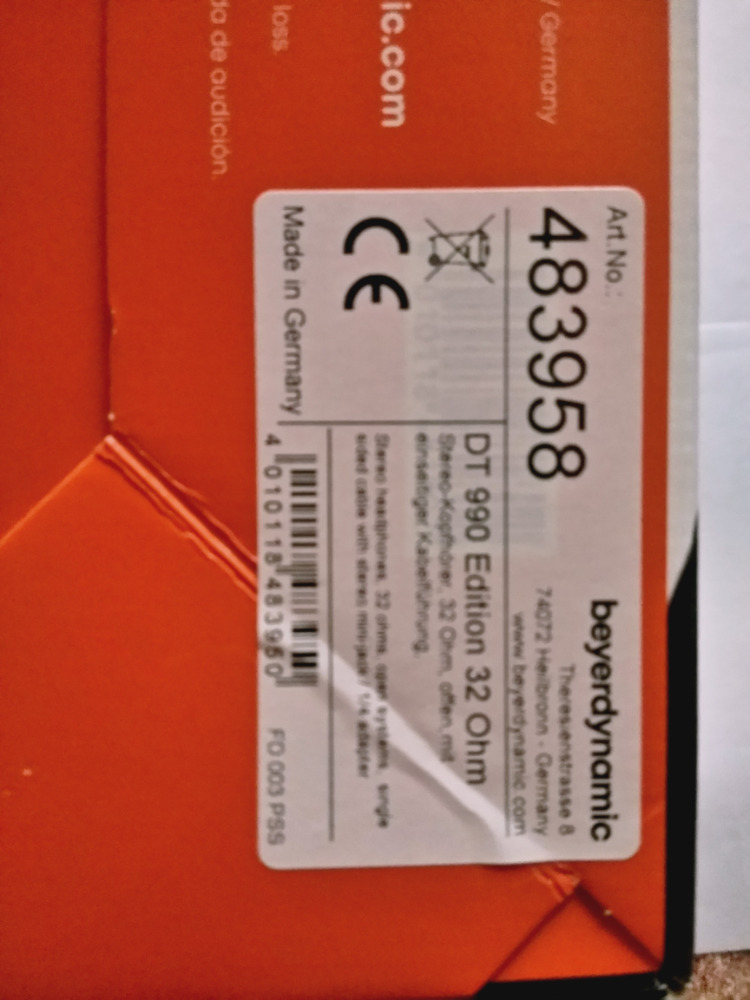 / Germany
ic.com
loss.
da de audición.
Art.No.:
483958
beyerdynamic
Theresienstrasse 8
74072 Heilbronn - Germany
www.beyerdynamic.com
CE
Made in Germany
DT 990 Edition 32 Ohm
Stereo-Kopfhörer, 32 Ohm, offen, mit
einseitiger Kabelführung,
Stereo headphones, 32 ohms, open systems, single
sided cable with stereo mini-jack / 1/4 adapter
4 010118 483950
FD 003 PSS